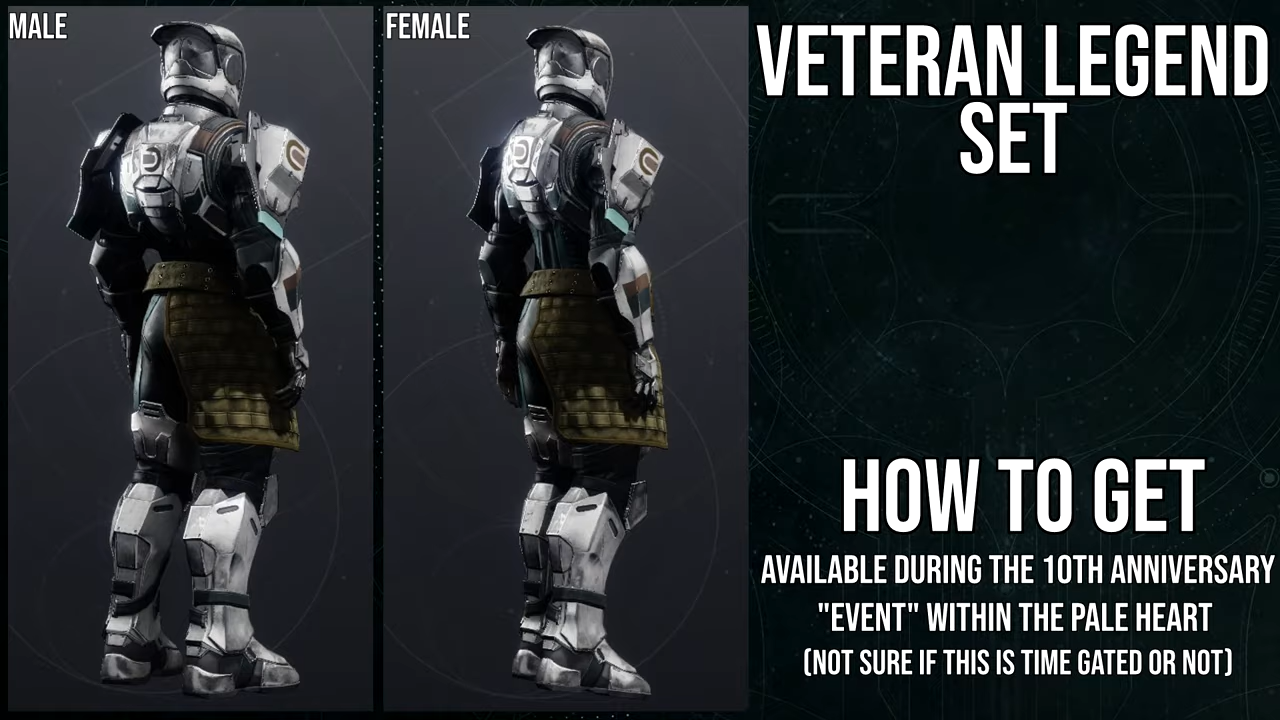 MALE
FEMALE
VETERAN LEGEND
SET
HOW TO GET
AVAILABLE DURING THE 10TH ANNIVERSARY
"EVENT" WITHIN THE PALE HEART
(NOT SURE IF THIS IS TIME GATED OR NOT)